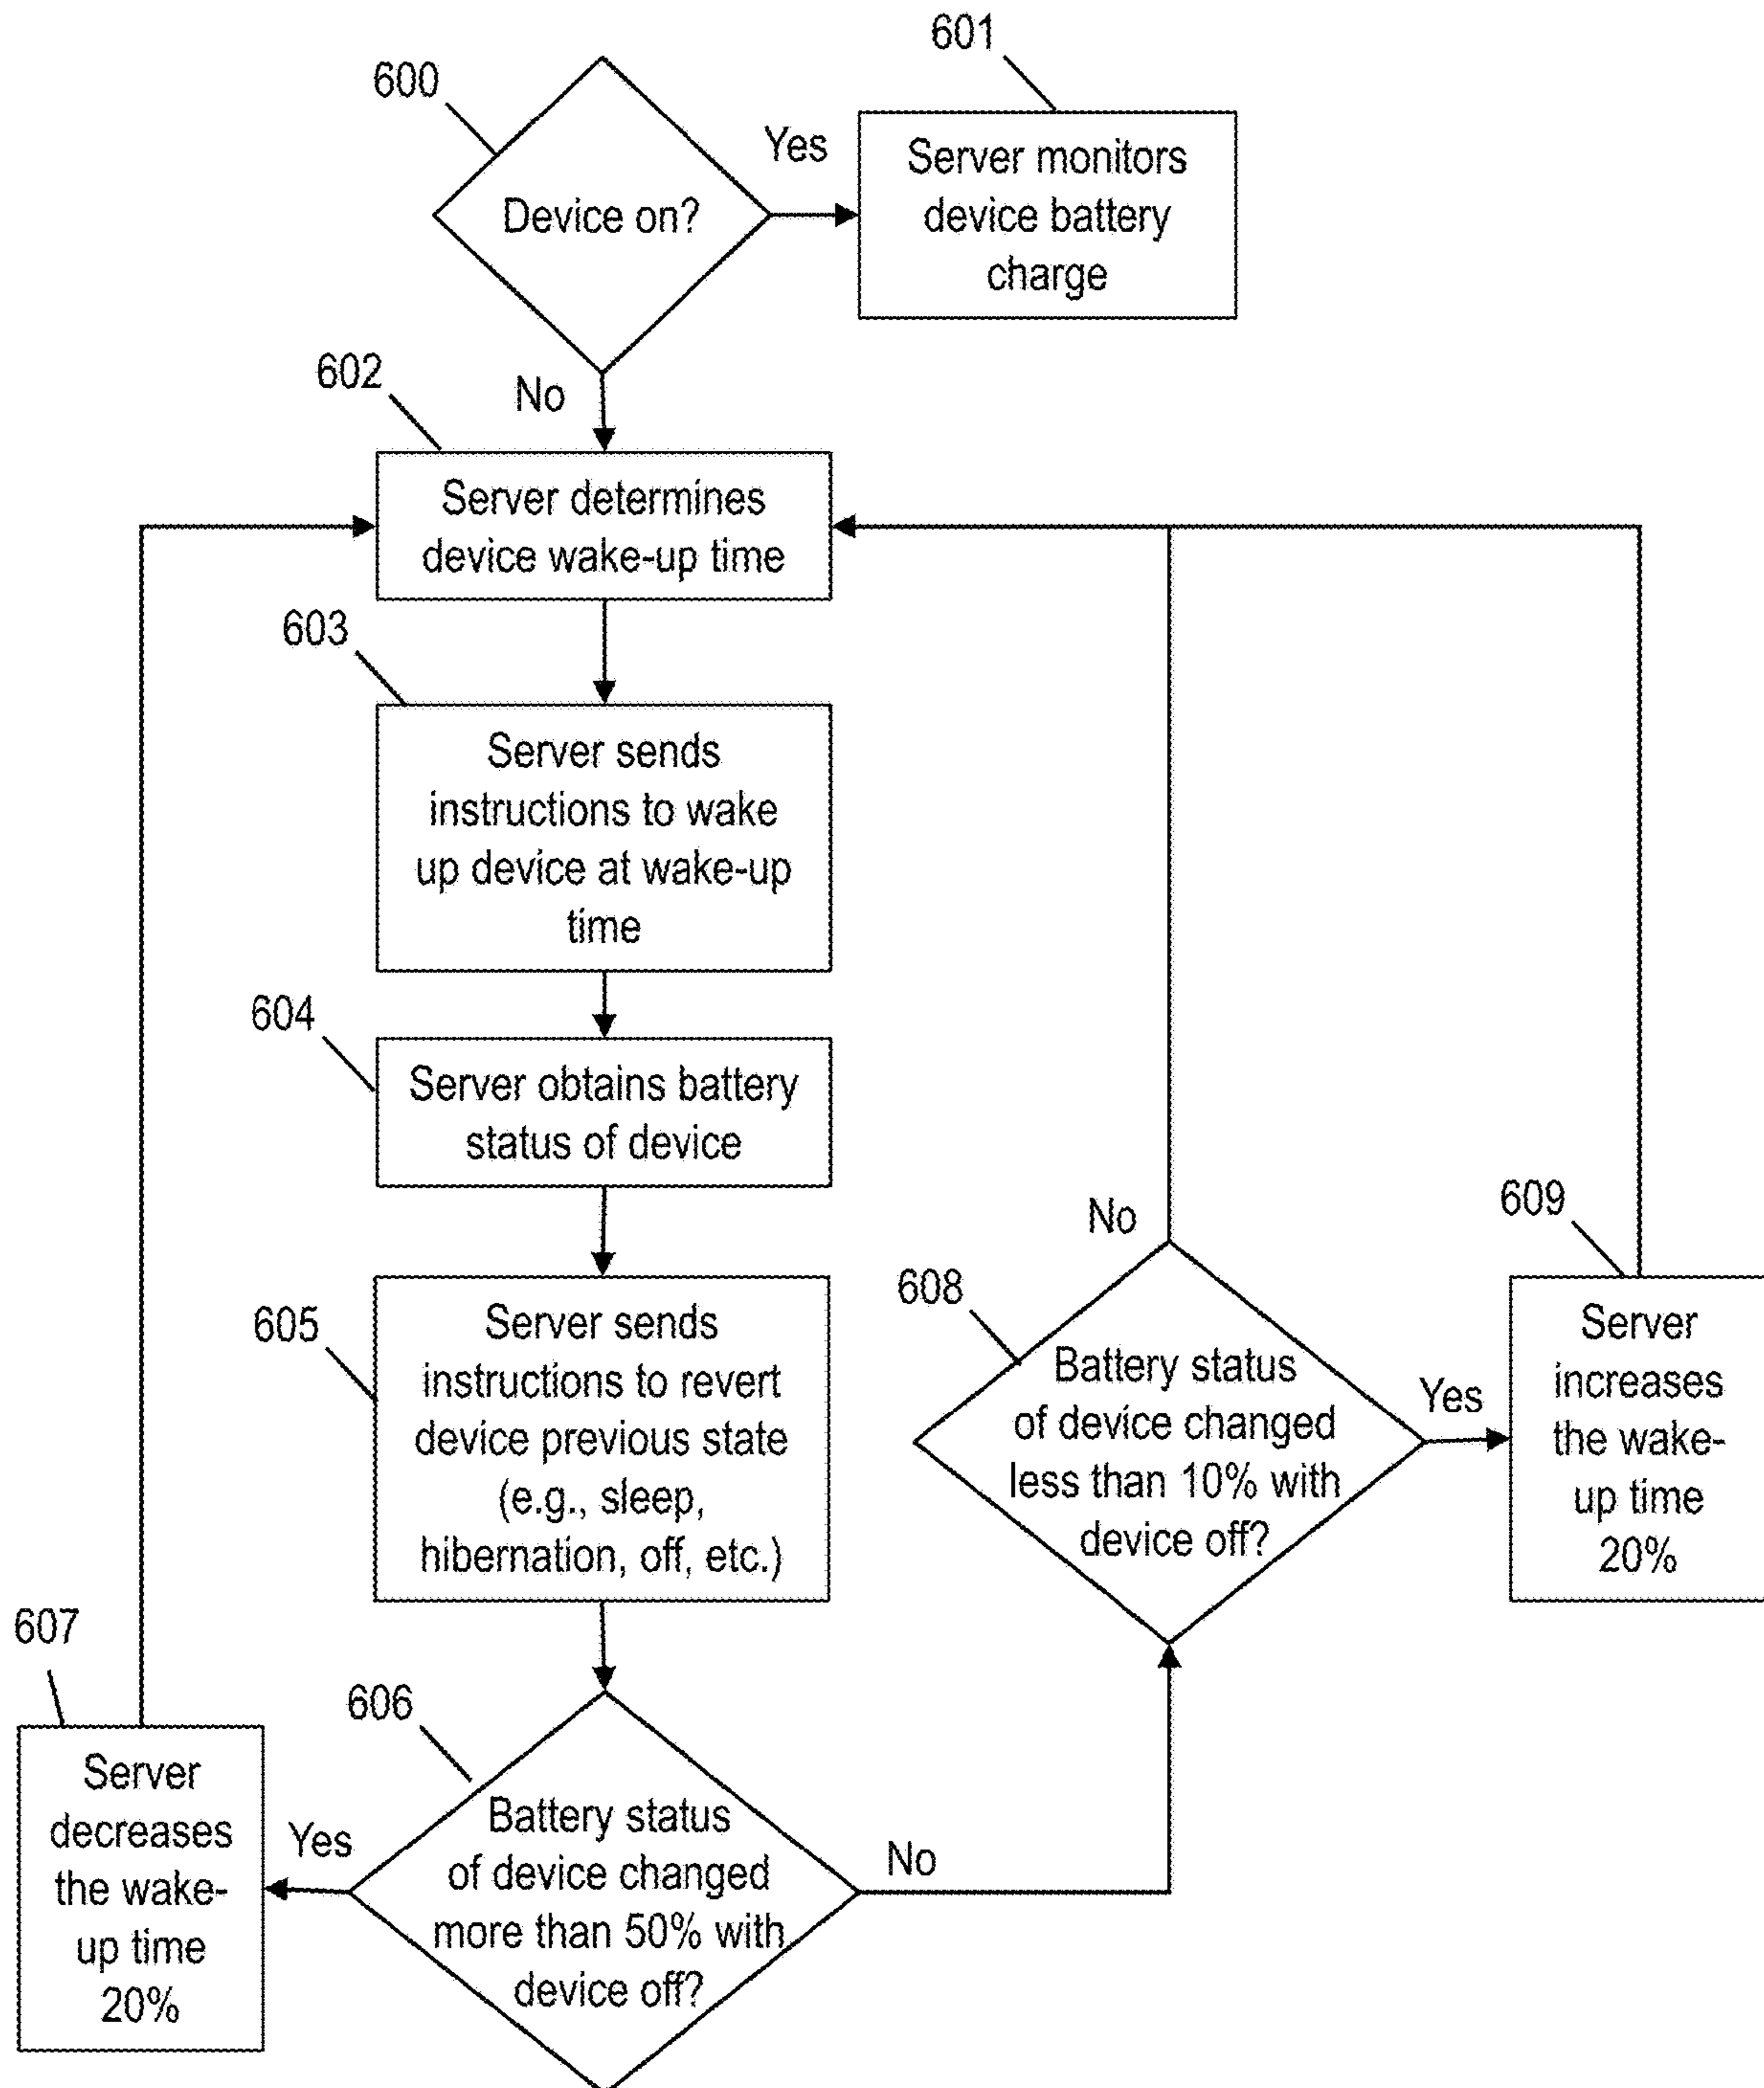 601
600
Yes
Server monitors
device battery
charge
Device on?
602
No
Server determines
device wake-up time
603
Server sends
instructions to wake
up device at wake-up
time
604
Server obtains battery
status of device
605
Server sends
instructions to revert
device previous state
(e.g., sleep,
hibernation, off, etc.)
No
608
Battery status
of device changed
less than 10% with
device off?
Yes
609
Server
increases
the wake-
up time
20%
607
Server
decreases
the wake-
up time
20%
Yes
606
Battery status
of device changed
more than 50% with
device off?
No